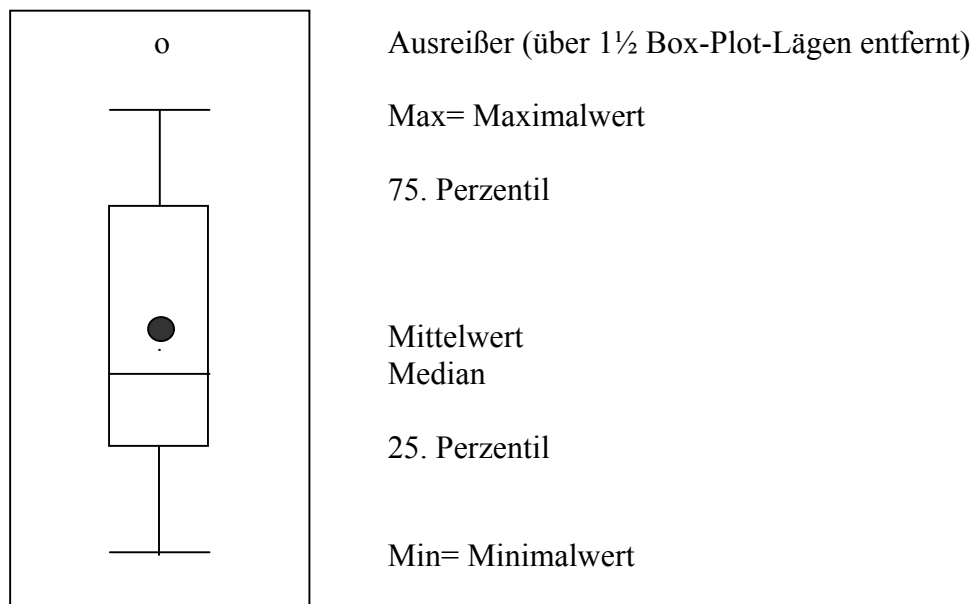 o Ausreißer (über 1½ Box-Plot-Lägen entfernt)
Max= Maximalwert
75. Perzentil
Mittelwert
Median
25. Perzentil
Min= Minimalwert